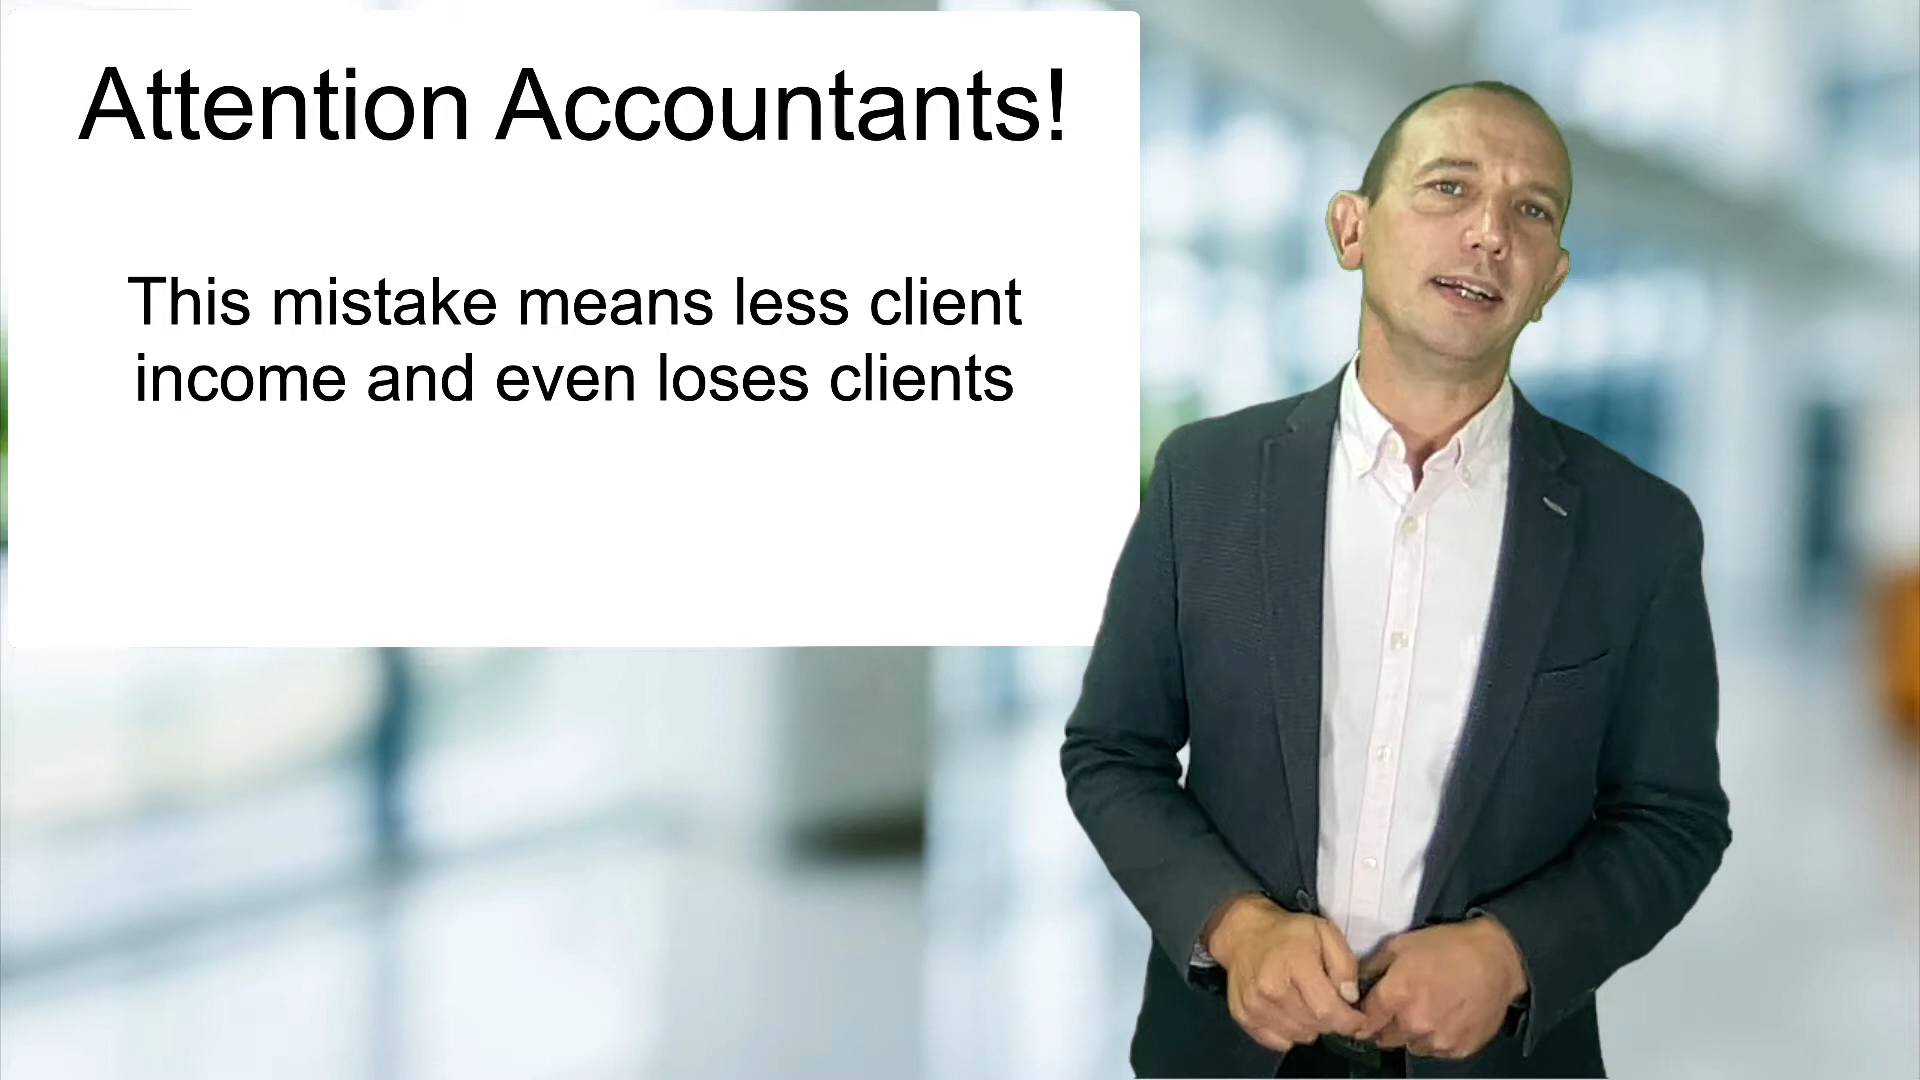 Attention Accountants!
This mistake means less client
income and even loses clients